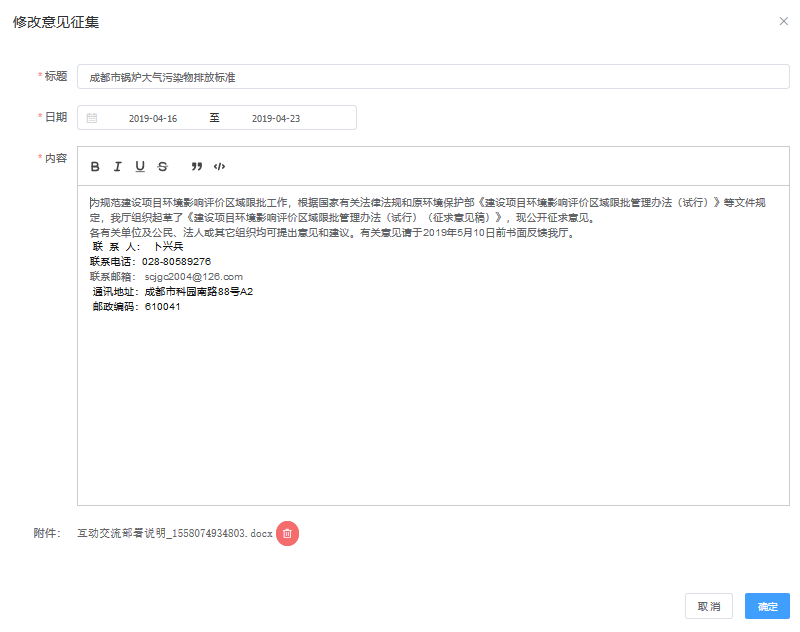 修改意见征集
* 标题 成都市锅炉大气污染物排放标准
* 日期 2019-04-16 至 2019-04-23
* 内容 B I U S ❞ </>
为规范建设项目环境影响评价区域限批工作，根据国家有关法律法规和原环境保护部《建设项目环境影响评价区域限批管理办法（试行）》等文件规
定，我厅组织起草了《建设项目环境影响评价区域限批管理办法（试行）（征求意见稿）》，现公开征求意见。
各有关单位及公民、法人或其它组织均可提出意见和建议。有关意见请于2019年5月10日前书面反馈我厅。
联 系 人： 卜兴兵
联系电话：028-80589276
联系邮箱： scjgc2004@126.com
通讯地址：成都市科园南路88号A2
邮政编码：610041
附件： 互动交流部署说明_1558074934803.docx
取消 确定